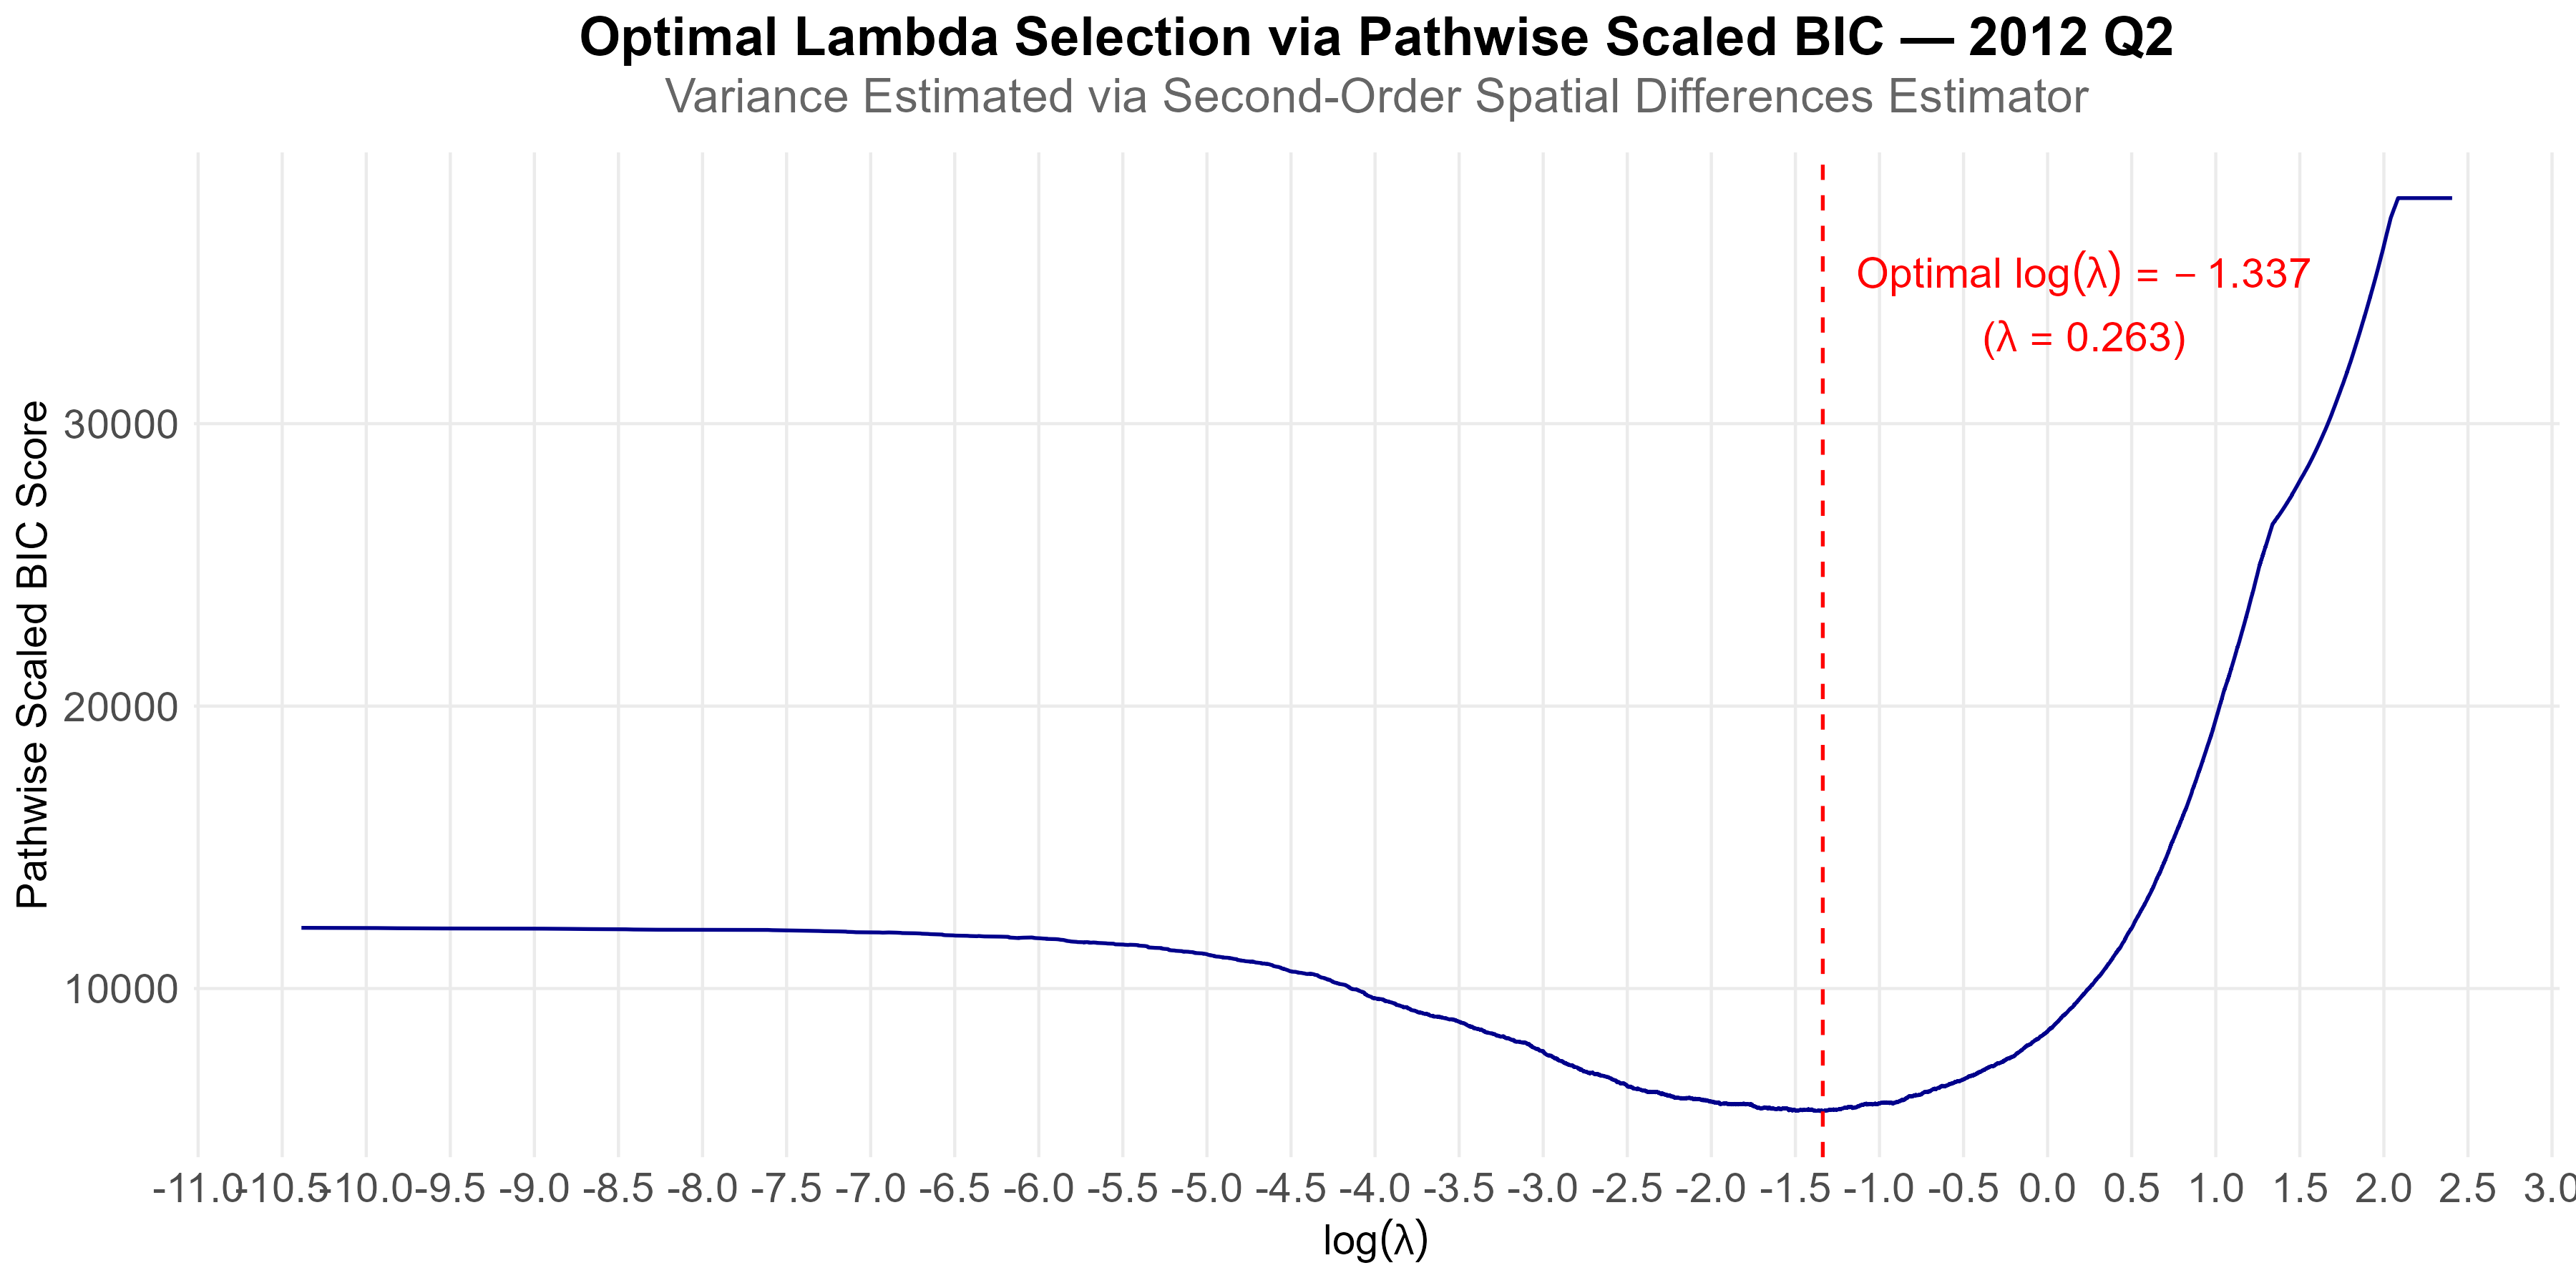 Optimal Lambda Selection via Pathwise Scaled BIC — 2012 Q2
Variance Estimated via Second-Order Spatial Differences Estimator
Optimal log(λ) = − 1.337
(λ = 0.263)
Pathwise Scaled BIC Score
30000
20000
10000
-11.0 -10.5 -10.0 -9.5 -9.0 -8.5 -8.0 -7.5 -7.0 -6.5 -6.0 -5.5 -5.0 -4.5 -4.0 -3.5 -3.0 -2.5 -2.0 -1.5 -1.0 -0.5 0.0 0.5 1.0 1.5 2.0 2.5 3.0
log(λ)